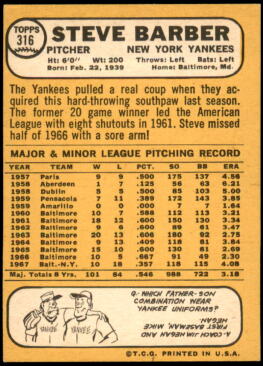 TOPPS
316
STEVE BARBER
PITCHER NEW YORK YANKEES
Ht: 6'0" Wt: 200 Throws: Left Bats: Left
Born: Feb. 22, 1939 Home: Baltimore, Md.
The Yankees pulled a real coup when they ac-
quired this hard-throwing southpaw last season.
The former 20 game winner led the American
League with eight shutouts in 1961. Steve missed
half of 1966 with a sore arm!
MAJOR & MINOR LEAGUE PITCHING RECORD
YEAR TEAM W L PCT. SO BB ERA
1957 Paris 9 9 .500 175 137 4.56
1958 Aberdeen 1 7 .125 56 63 6.21
1958 Dublin 5 5 .500 85 103 5.00
1959 Pensacola 7 11 .389 172 143 3.85
1959 Amarillo 0 0 .000 7 7 1.64
1960 Baltimore 10 7 .588 112 113 3.21
1961 Baltimore 18 12 .600 150 130 3.34
1962 Baltimore 9 6 .600 89 61 3.47
1963 Baltimore 20 13 .606 180 92 2.75
1964 Baltimore 9 13 .409 118 81 3.84
1965 Baltimore 15 10 .600 130 81 2.69
1966 Baltimore 10 5 .667 91 49 2.30
1967 Balt.-N.Y. 10 18 .357 118 115 4.08
Maj. Totals 8 Yrs. 101 84 .546 988 722 3.18
Q- WHICH FATHER-SON
COMBINATION WEAR
YANKEE UNIFORMS?
A. COACH JIM HEGAN
FIRST BASEMAN, MIKE
HEGAN.
YANKEE YANKEE
© T.C.G. PRINTED IN U.S.A.